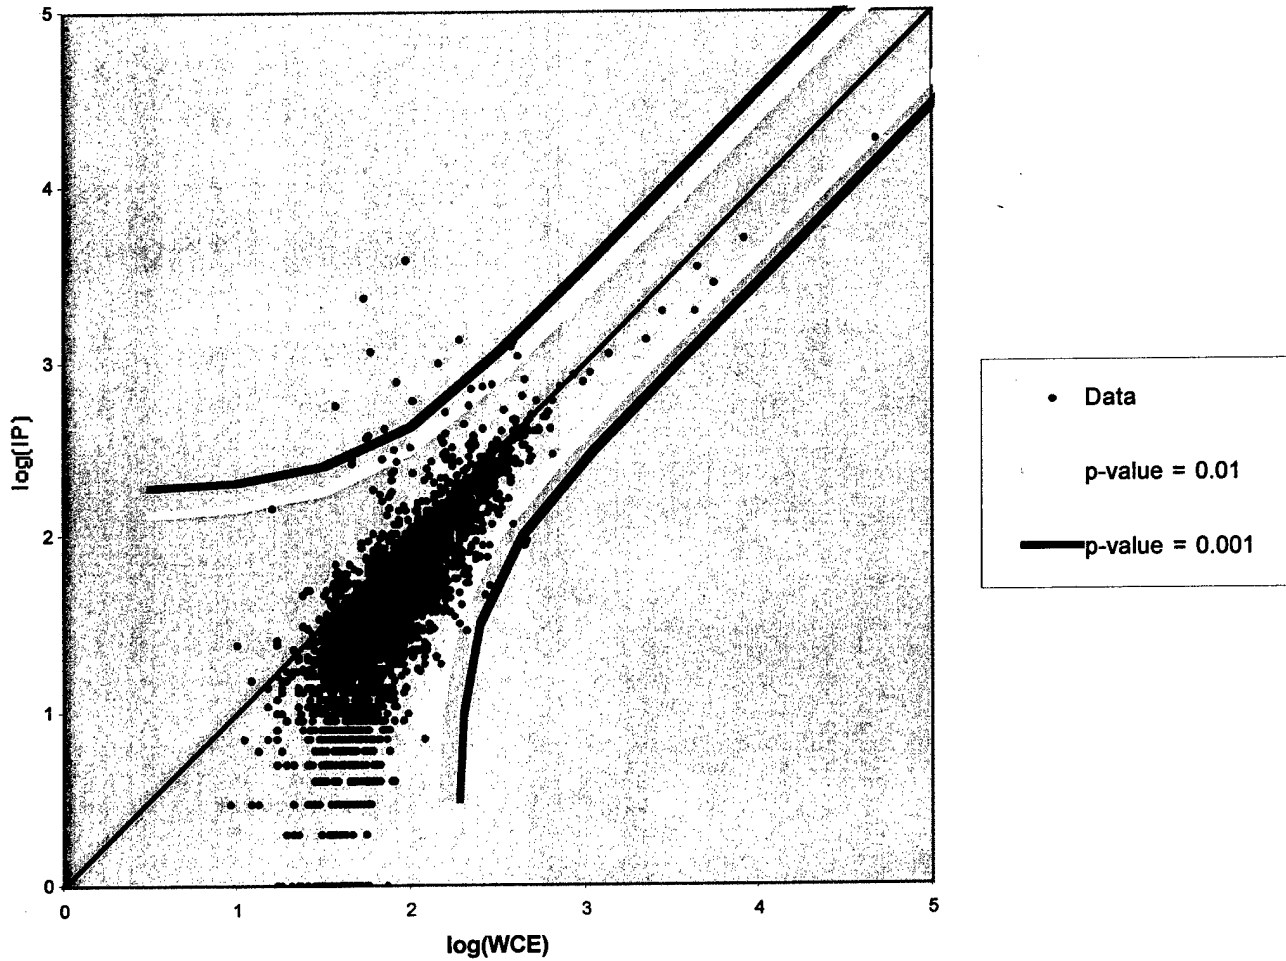 5
4
3
2
1
0
log(IP)
0
1
2
3
4
5
log(WCE)
Data
p-value = 0.01
p-value = 0.001